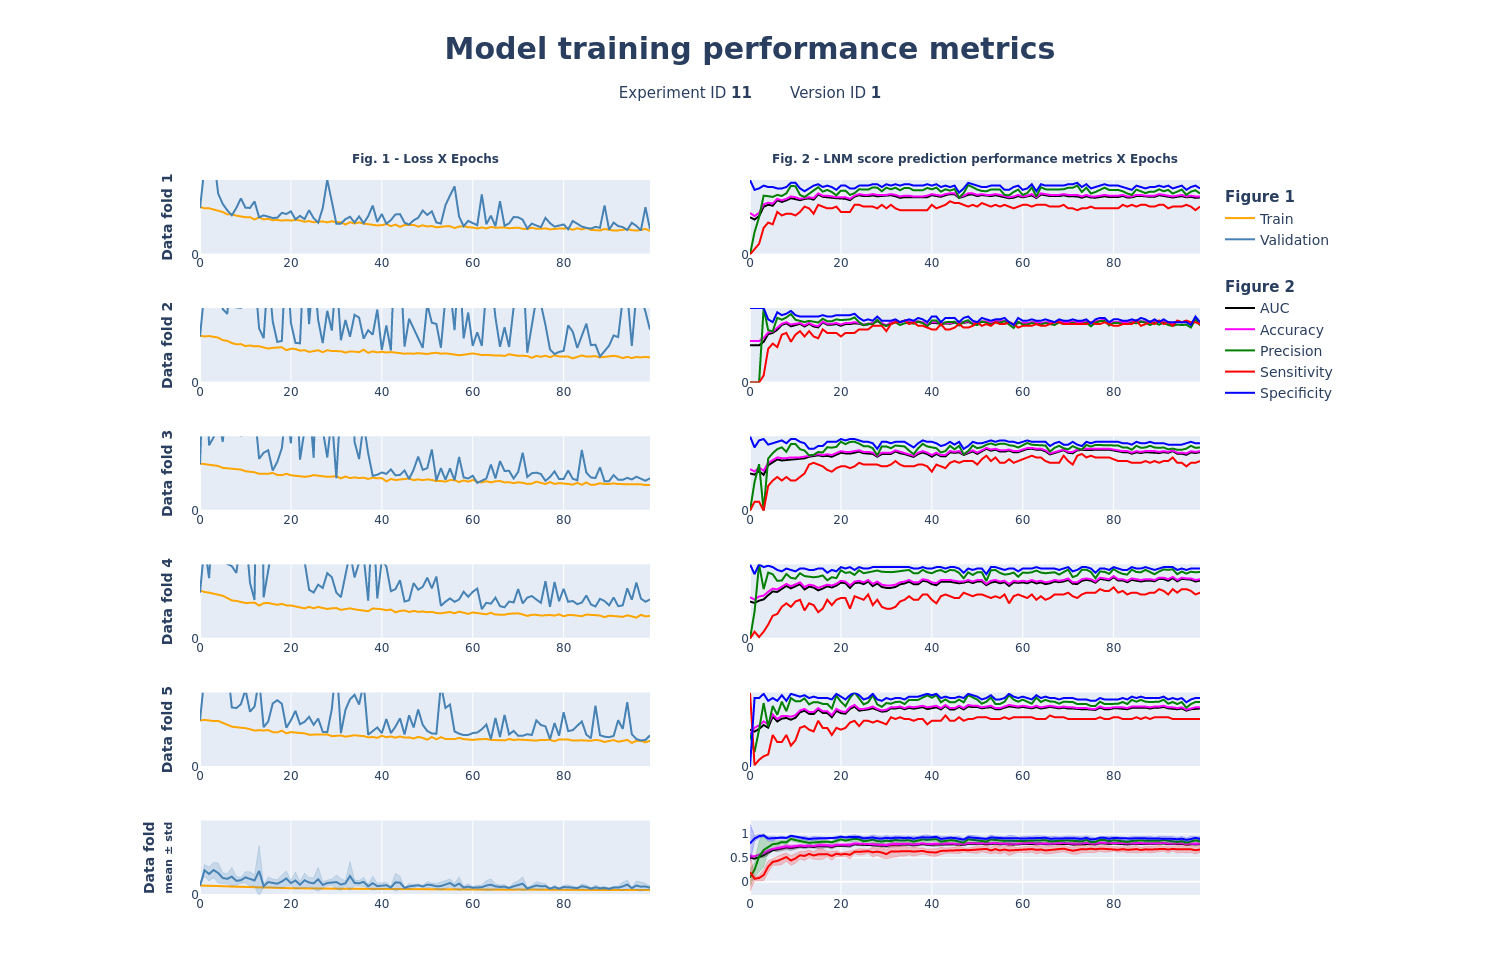 Model training performance metrics
Experiment ID 11 Version ID 1
Fig. 1 - Loss X Epochs
Fig. 2 - LNM score prediction performance metrics X Epochs
Data fold 1
0
0 20 40 60 80
0
0 20 40 60 80
Figure 1
Train
Validation
Figure 2
AUC
Accuracy
Precision
Sensitivity
Specificity
Data fold 2
0
0 20 40 60 80
0
0 20 40 60 80
Data fold 3
0
0 20 40 60 80
0
0 20 40 60 80
Data fold 4
0
0 20 40 60 80
0
0 20 40 60 80
Data fold 5
0
0 20 40 60 80
0
0 20 40 60 80
Data fold
mean ± std
0
0 20 40 60 80
1
0.5
0
0 20 40 60 80